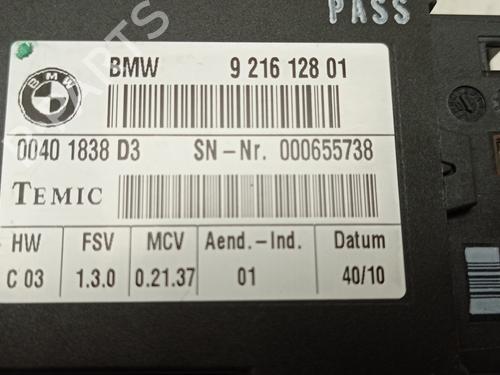 PASS
BMW 9 216 128 01
BMW
0040 1838 D3 SN-Nr. 000655738
TEMIC
HW FSV MCV Aend.-Ind. Datum
C 03 1.3.0 0.21.37 01 40/10